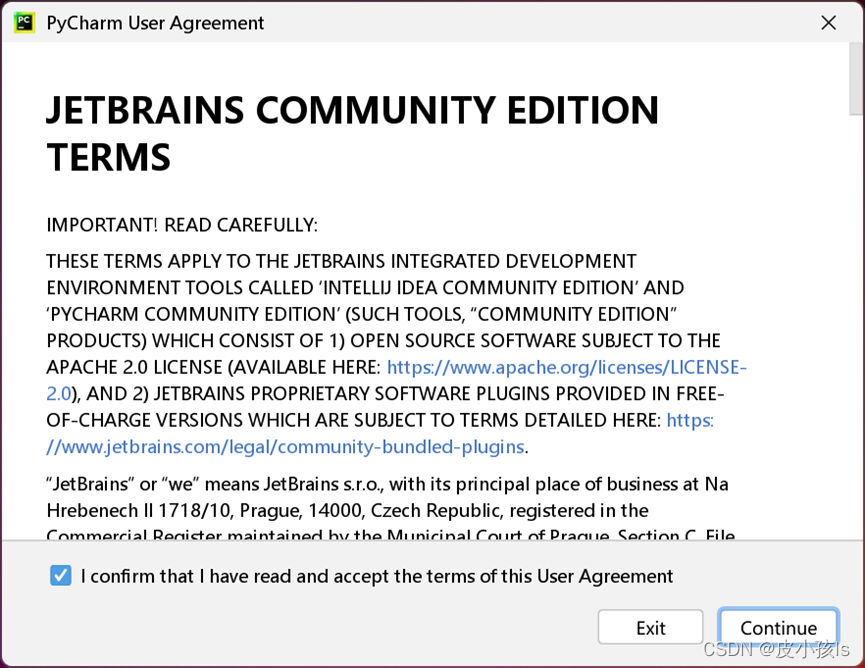 PC
PyCharm User Agreement
JETBRAINS COMMUNITY EDITION
TERMS
IMPORTANT! READ CAREFULLY:
THESE TERMS APPLY TO THE JETBRAINS INTEGRATED DEVELOPMENT
ENVIRONMENT TOOLS CALLED ‘INTELLIJ IDEA COMMUNITY EDITION’ AND
‘PYCHARM COMMUNITY EDITION’ (SUCH TOOLS, “COMMUNITY EDITION”
PRODUCTS) WHICH CONSIST OF 1) OPEN SOURCE SOFTWARE SUBJECT TO THE
APACHE 2.0 LICENSE (AVAILABLE HERE: https://www.apache.org/licenses/LICENSE-
2.0), AND 2) JETBRAINS PROPRIETARY SOFTWARE PLUGINS PROVIDED IN FREE-
OF-CHARGE VERSIONS WHICH ARE SUBJECT TO TERMS DETAILED HERE: https:
//www.jetbrains.com/legal/community-bundled-plugins.
“JetBrains” or “we” means JetBrains s.r.o., with its principal place of business at Na
Hrebenech II 1718/10, Prague, 14000, Czech Republic, registered in the
Commercial Register maintained by the Municipal Court of Prague, Section C, File
I confirm that I have read and accept the terms of this User Agreement
Exit
Continue
CSDN @皮小孩ls